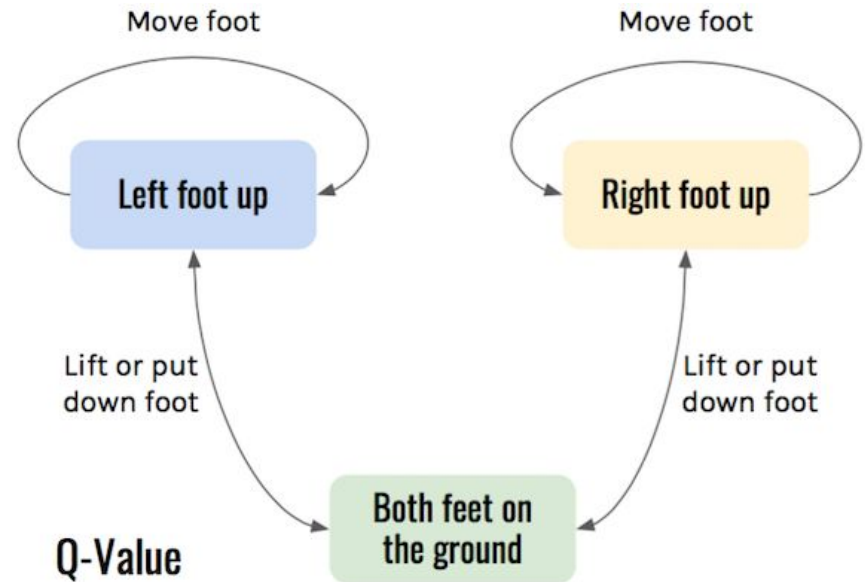 Move foot
Move foot
Left foot up
Right foot up
Lift or put
down foot
Lift or put
down foot
Both feet on
the ground
Q-Value